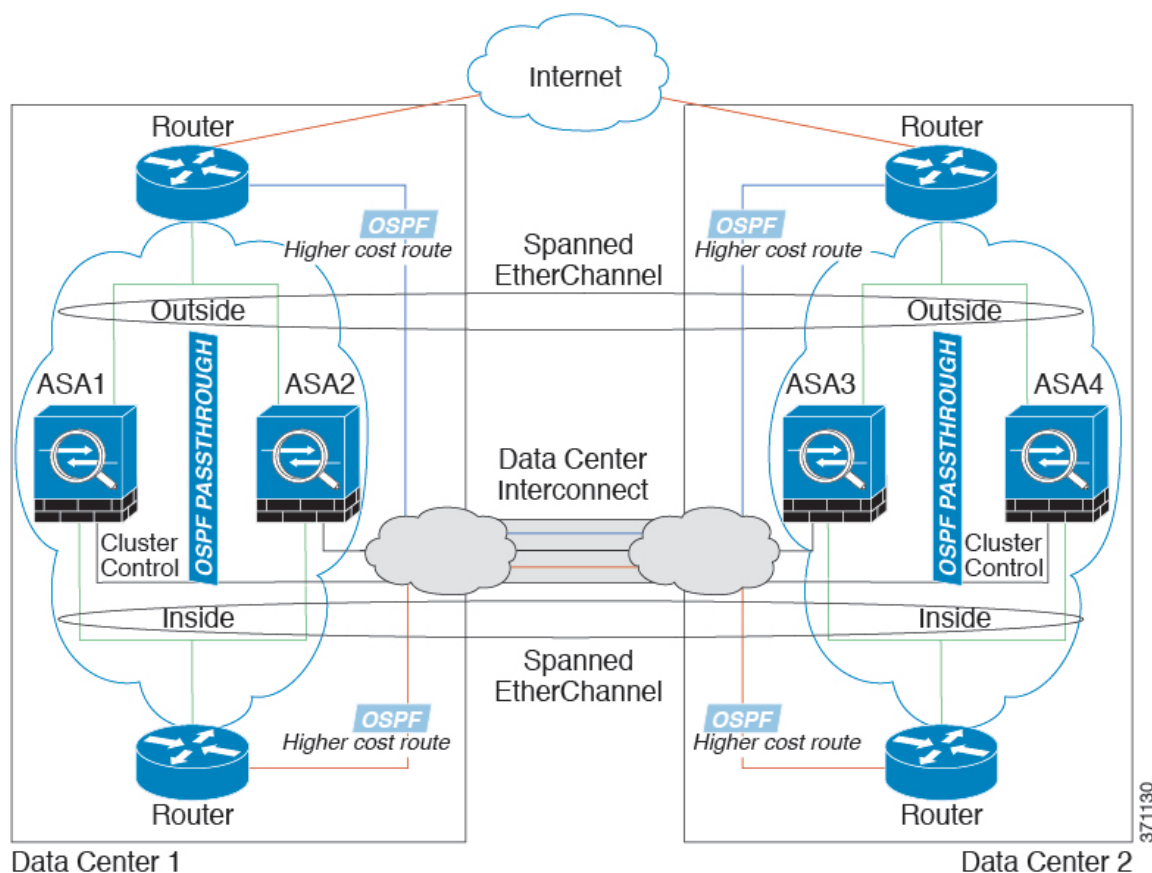 Internet
Router
Router
OSPF
Higher cost route
OSPF
Higher cost route
Spanned
EtherChannel
Outside
Outside
ASA1
ASA2
ASA3
ASA4
OSPF PASSTHROUGH
OSPF PASSTHROUGH
Data Center
Interconnect
Cluster
Control
Cluster
Control
Inside
Inside
Spanned
EtherChannel
OSPF
Higher cost route
OSPF
Higher cost route
Router
Router
371130
Data Center 1
Data Center 2